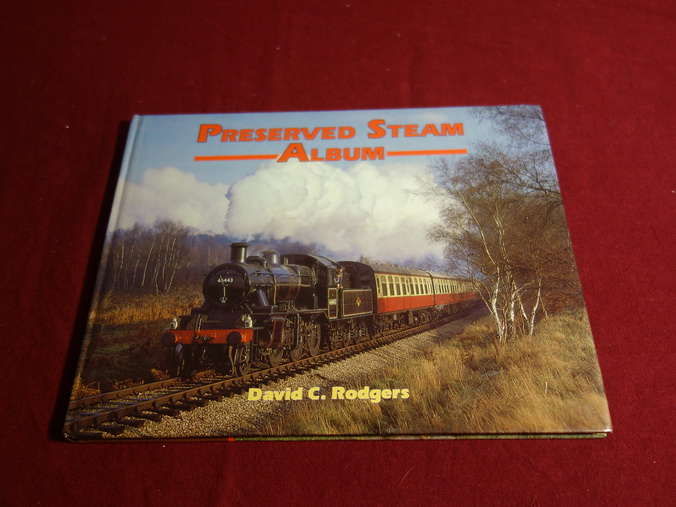 PRESERVED STEAM
ALBUM
David C. Rodgers